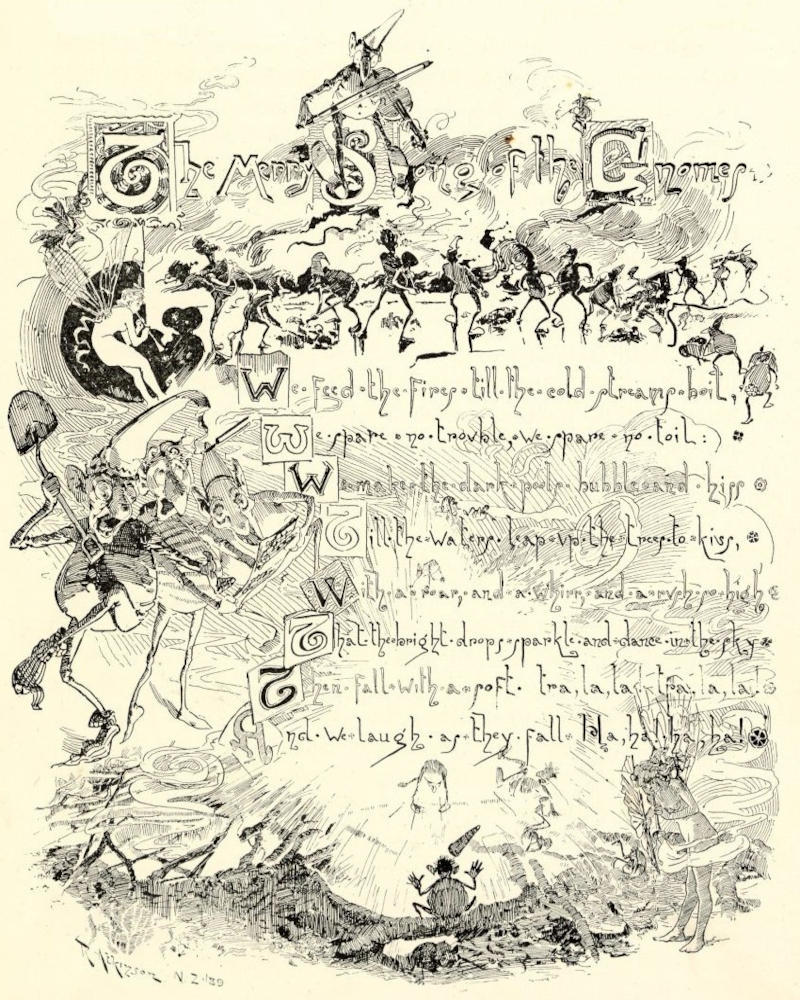 The Merry Song of the Gnomes.
We feed the fires till the cold streams boil,
We spare no trouble, we spare no toil:
We make the dark pools bubble and hiss
Till the waters leap up the trees to kiss,
With a roar, and a whirr, and a rush so high
That the bright drops sparkle and dance in the sky
Then fall with a soft tra, la, la, tra, la, la!
And we laugh as they fall Ha, ha! ha, ha!
R. Atkinson N.Z. 189